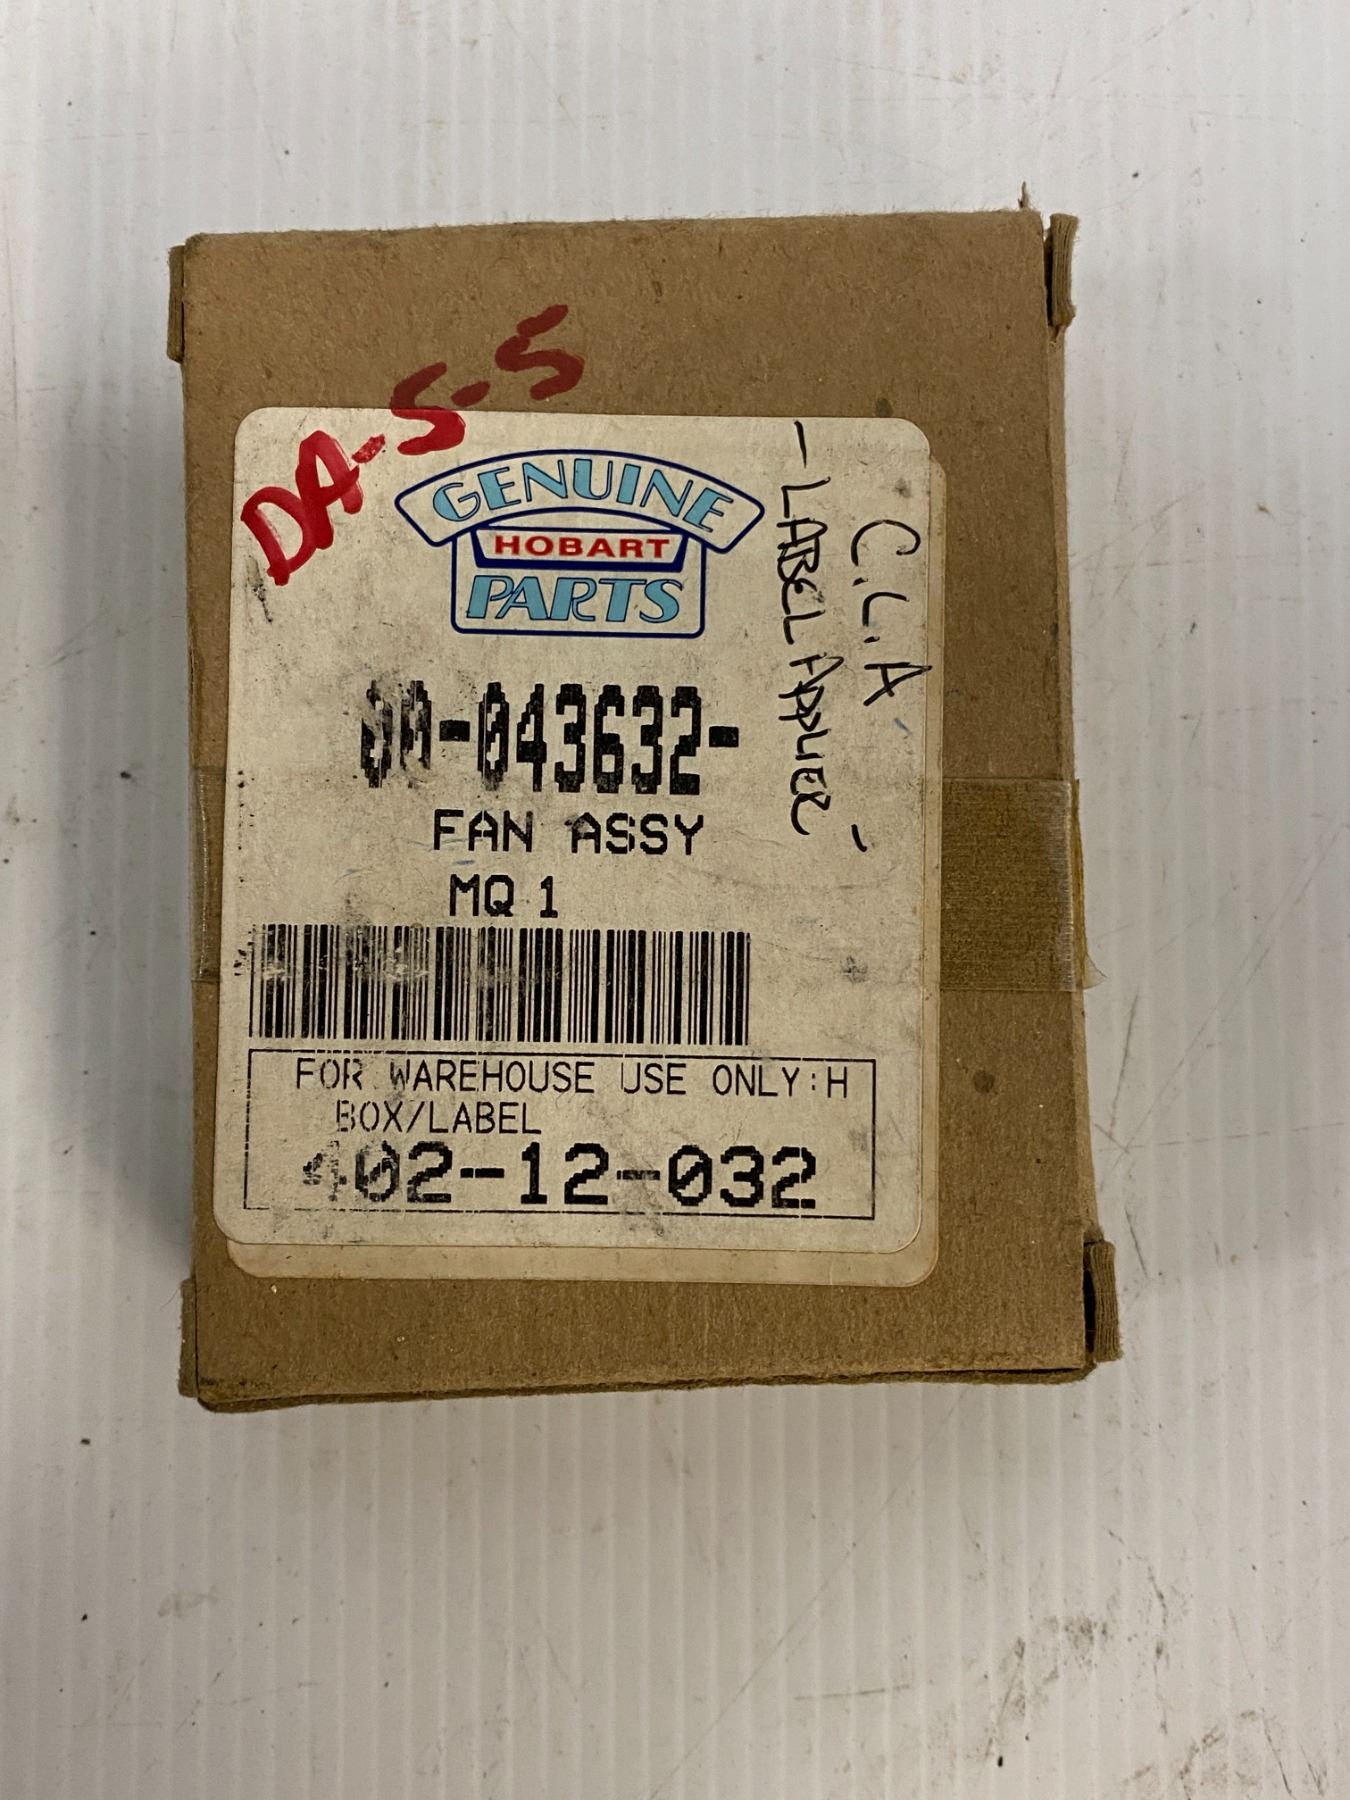 DA-S-5
GENUINE
HOBART
PARTS
C.L.A
- LABEL APPLIER -
00-043632-
FAN ASSY
MQ 1
FOR WAREHOUSE USE ONLY:H
BOX/LABEL
402-12-032